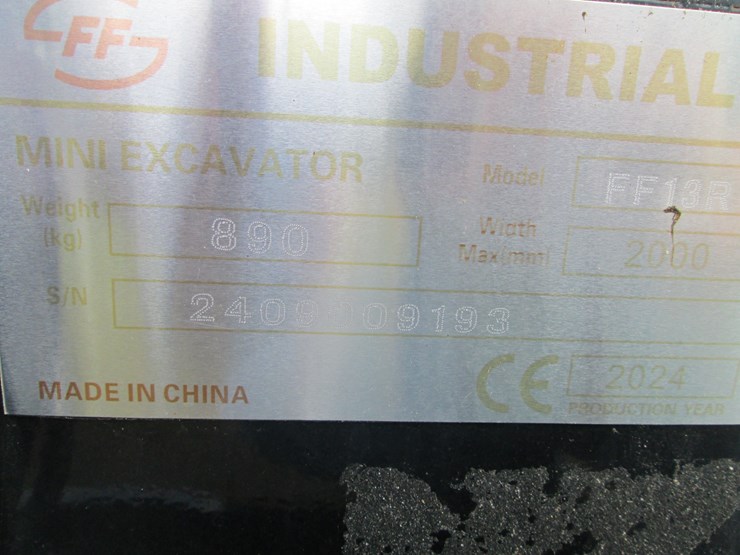 FF INDUSTRIAL
MINI EXCAVATOR
Model FF13R
Weight (kg) 890
Width Max(mm) 2000
S/N
MADE IN CHINA
CE 2024
PRODUCTION YEAR